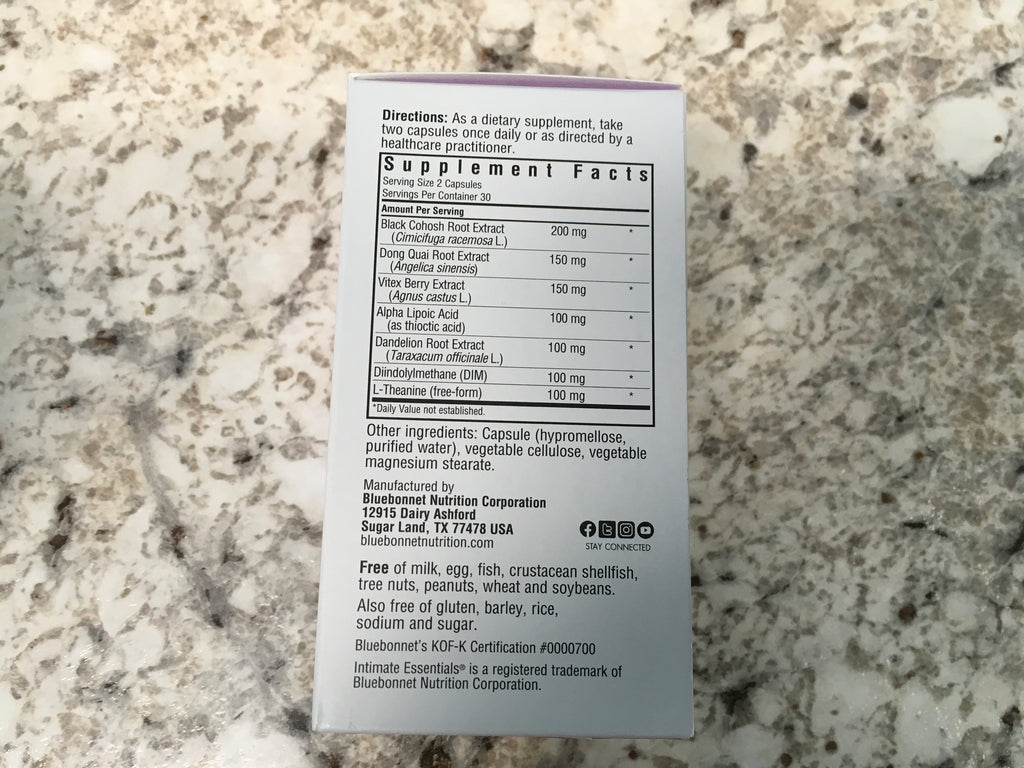 Directions: As a dietary supplement, take
two capsules once daily or as directed by a
healthcare practitioner.
Supplement Facts
Serving Size 2 Capsules
Servings Per Container 30
Amount Per Serving
Black Cohosh Root Extract 200 mg *
(Cimicifuga racemosa L.)
Dong Quai Root Extract 150 mg *
(Angelica sinensis)
Vitex Berry Extract 150 mg *
(Agnus castus L.)
Alpha Lipoic Acid 100 mg *
(as thioctic acid)
Dandelion Root Extract 100 mg *
(Taraxacum officinale L.)
Diindolylmethane (DIM) 100 mg *
L-Theanine (free-form) 100 mg *
*Daily Value not established.
Other ingredients: Capsule (hypromellose,
purified water), vegetable cellulose, vegetable
magnesium stearate.
Manufactured by
Bluebonnet Nutrition Corporation
12915 Dairy Ashford
Sugar Land, TX 77478 USA
bluebonnetnutrition.com
STAY CONNECTED
Free of milk, egg, fish, crustacean shellfish,
tree nuts, peanuts, wheat and soybeans.
Also free of gluten, barley, rice,
sodium and sugar.
Bluebonnet's KOF-K Certification #0000700
Intimate Essentials® is a registered trademark of
Bluebonnet Nutrition Corporation.